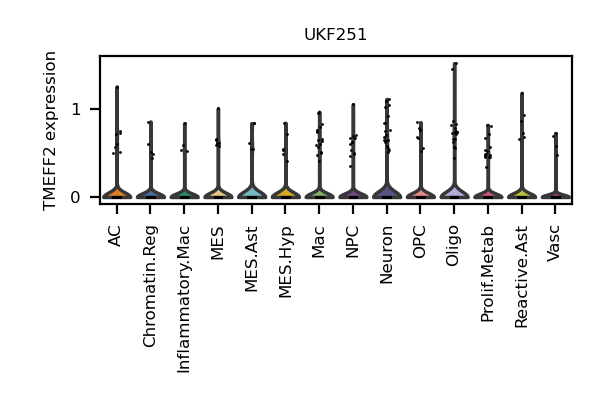 UKF251
TMEFF2 expression
1
0
AC
Chromatin.Reg
Inflammatory.Mac
MES
MES.Ast
MES.Hyp
Mac
NPC
Neuron
OPC
Oligo
Prolif.Metab
Reactive.Ast
Vasc